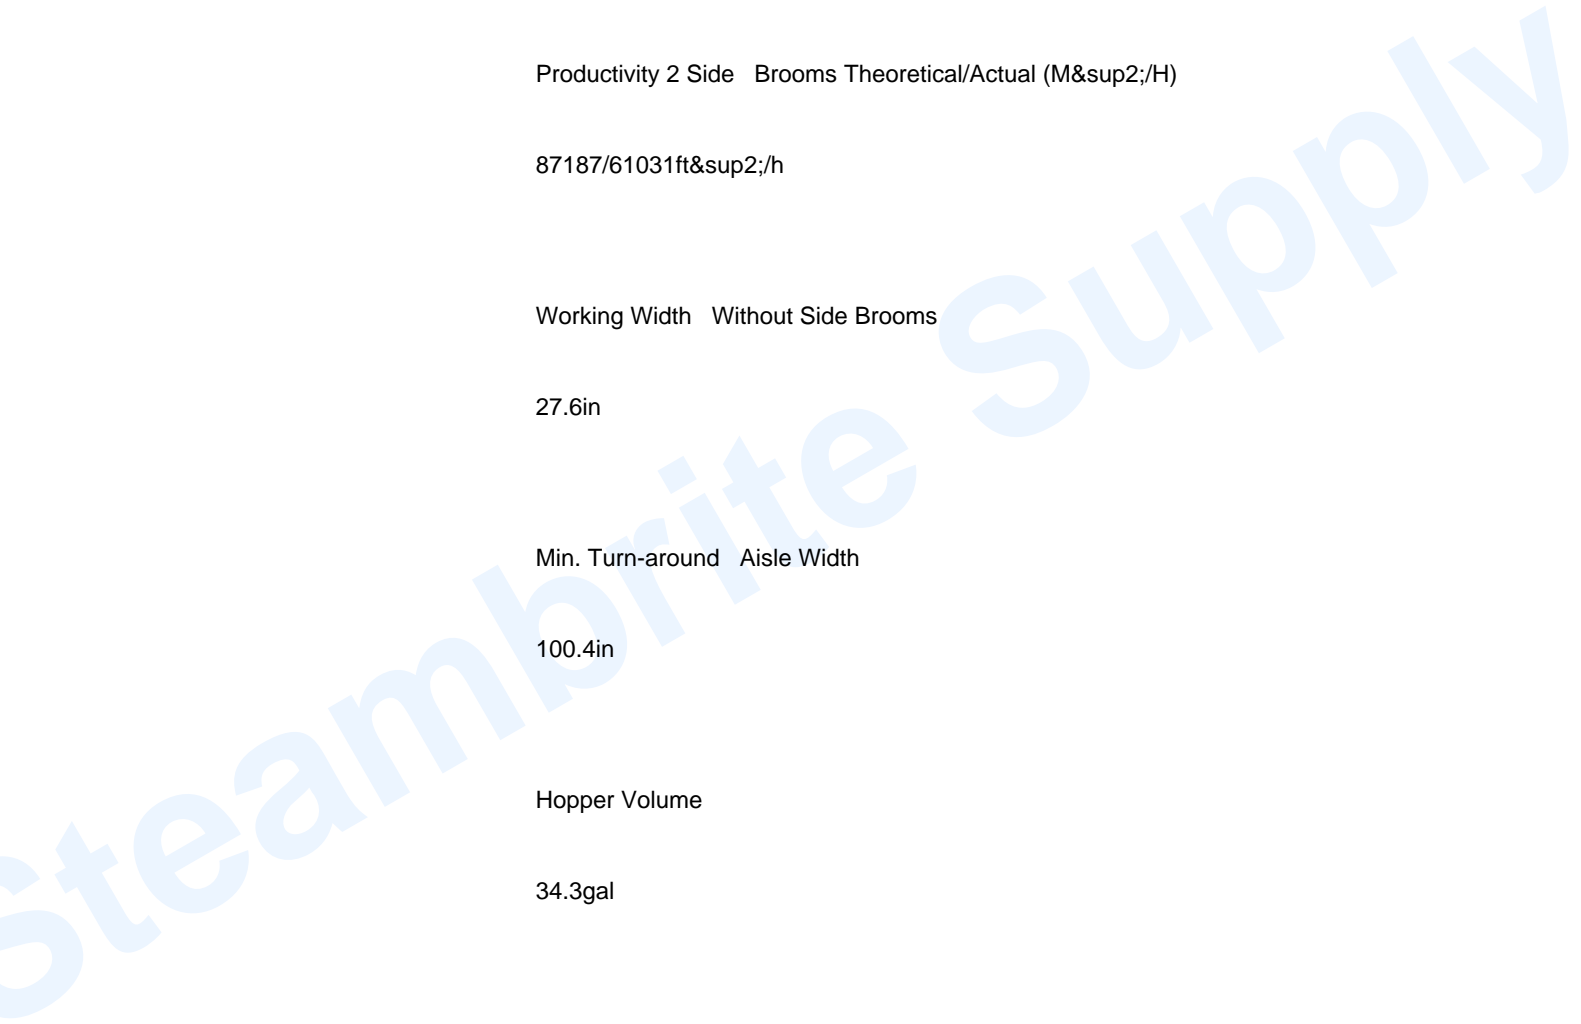 Productivity 2 Side   Brooms Theoretical/Actual (M&sup2;/H)
87187/61031ft&sup2;/h
Working Width   Without Side Brooms
27.6in
Min. Turn-around   Aisle Width
100.4in
Hopper Volume
34.3gal
Steambrite Supply